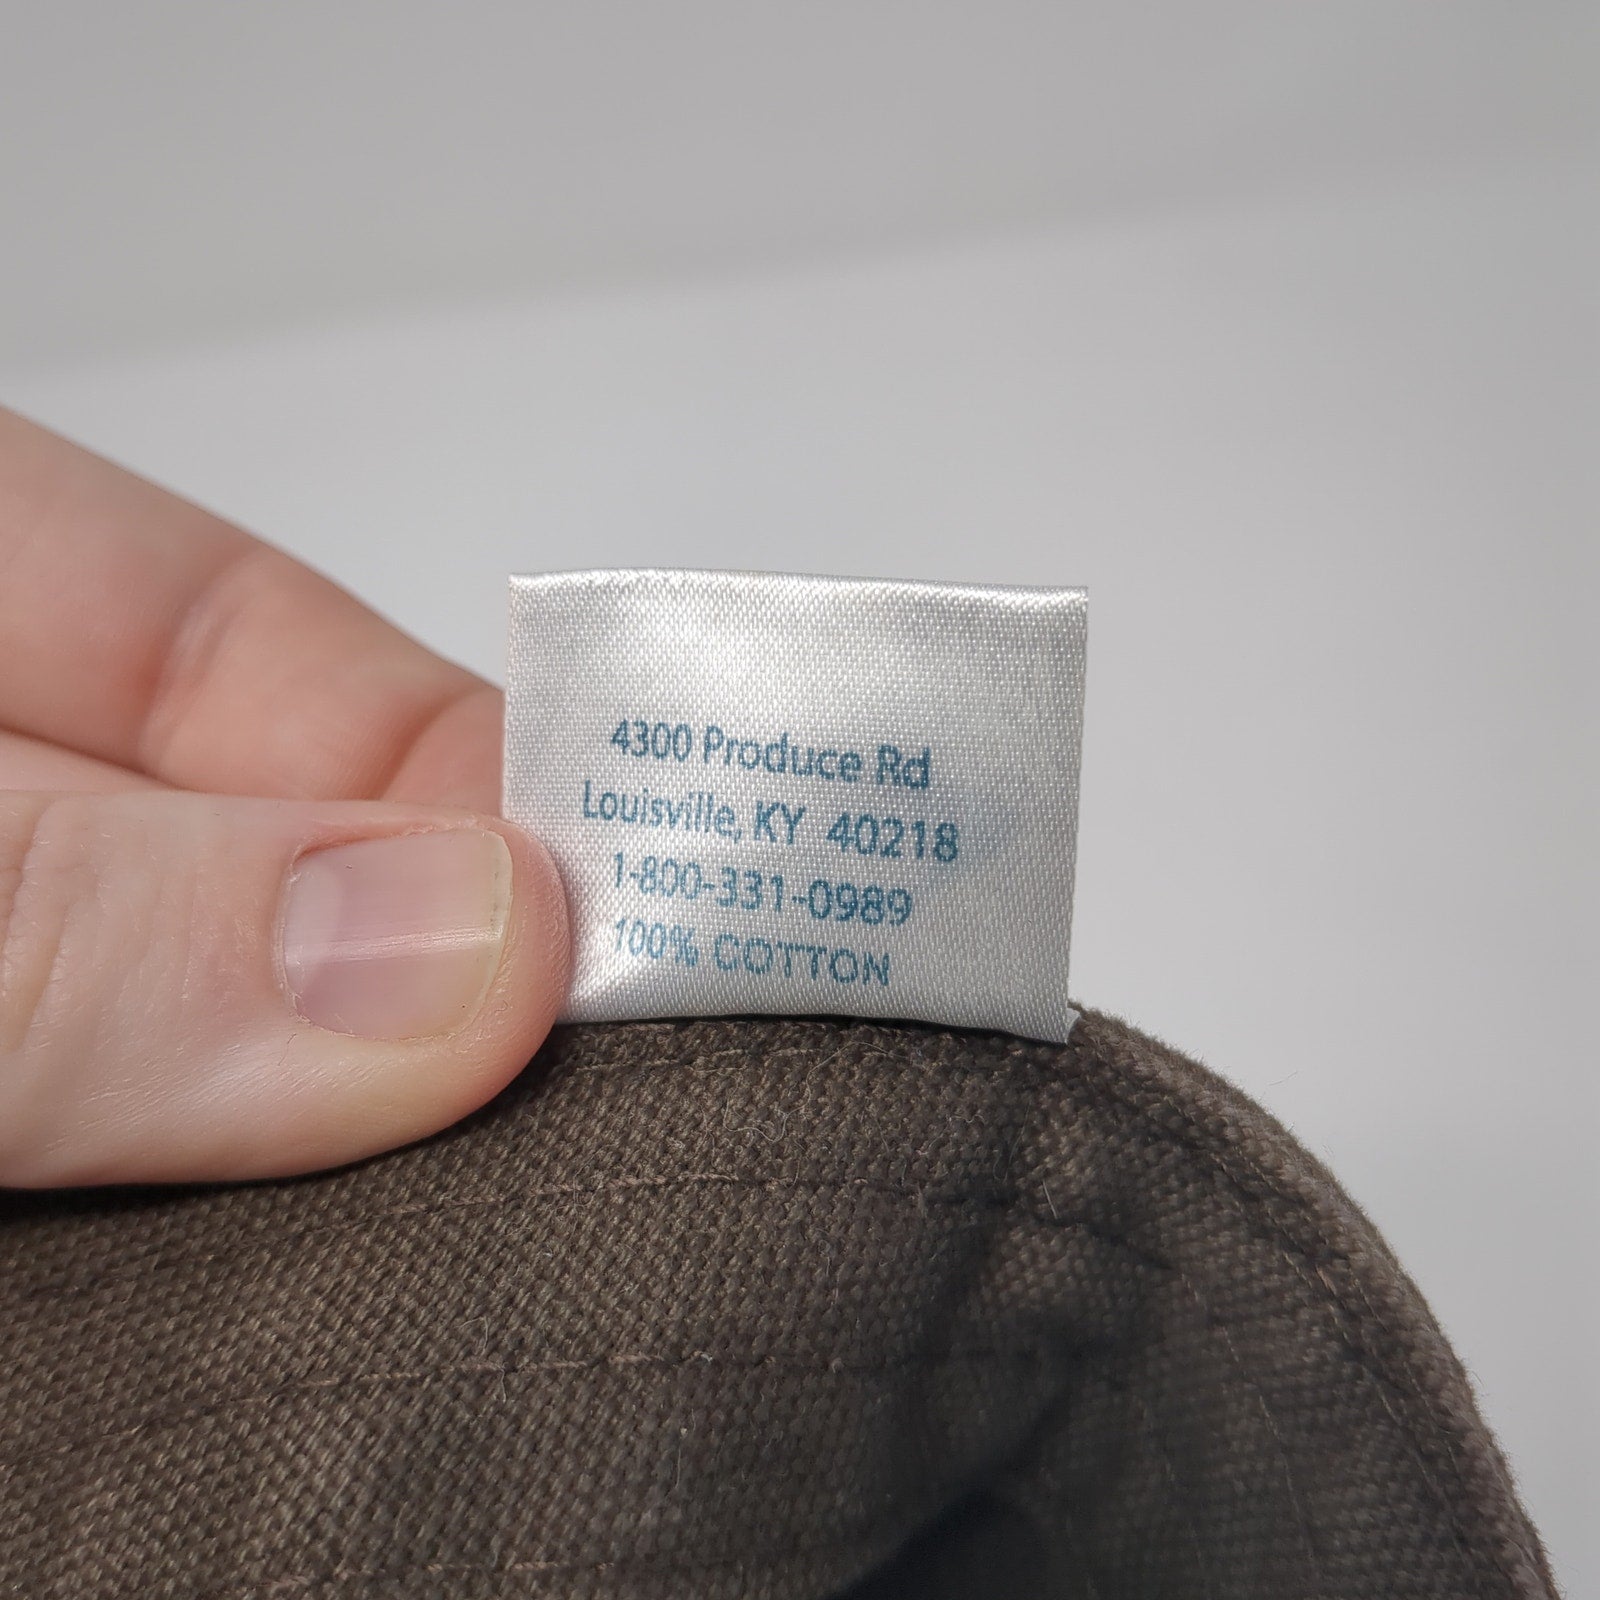 4300 Produce Rd
Louisville, KY 40218
1-800-331-0989
100% COTTON